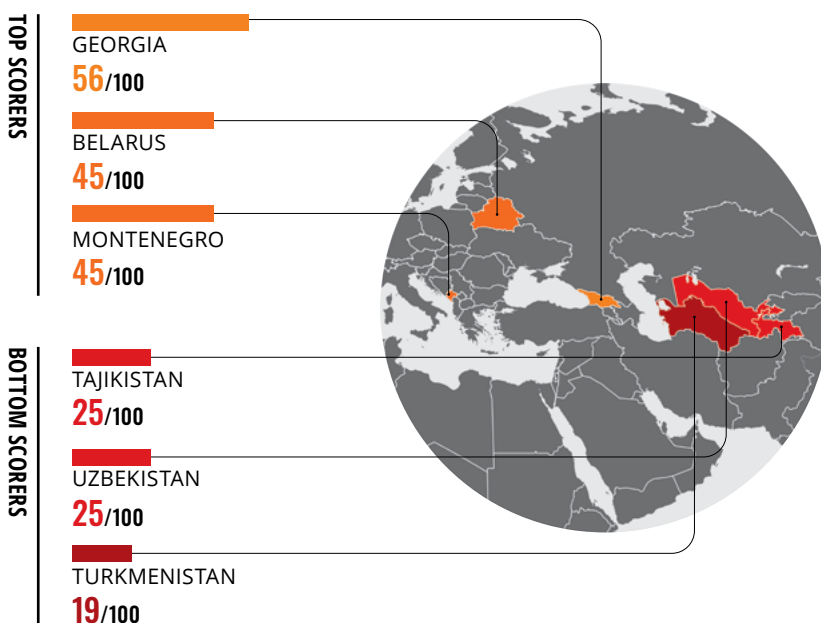 TOP SCORERS
GEORGIA
56/100
BELARUS
45/100
MONTENEGRO
45/100
BOTTOM SCORERS
TAJIKISTAN
25/100
UZBEKISTAN
25/100
TURKMENISTAN
19/100